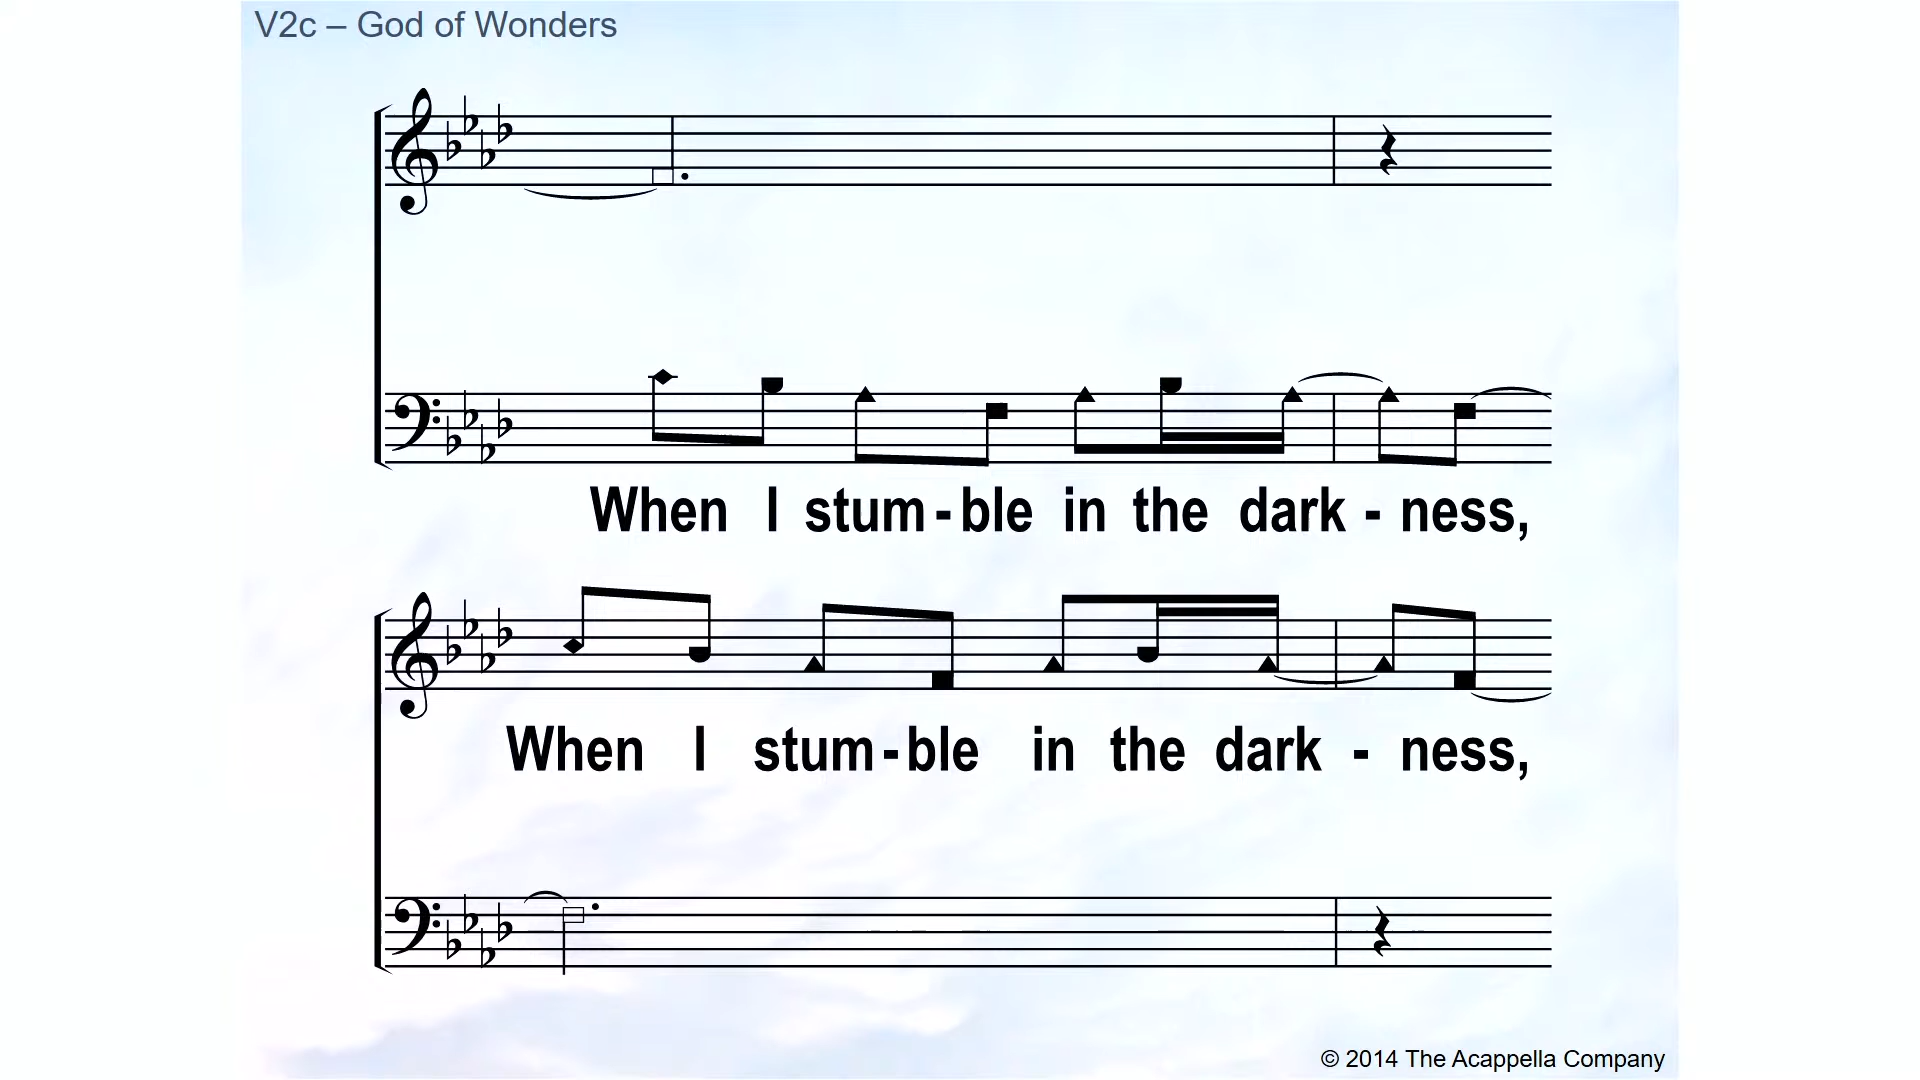 V2c – God of Wonders
When I stum - ble in the dark - ness,
When I stum - ble in the dark - ness,
© 2014 The Acappella Company